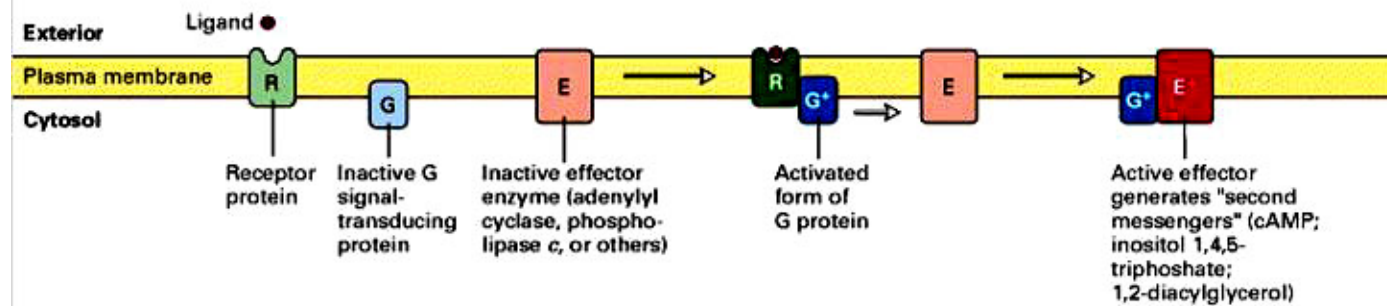 Ligand
Exterior
Plasma membrane
Cytosol
R
G
E
R
G+
E
G+
E
Receptor
protein
Inactive G
signal-
transducing
protein
Inactive effector
enzyme (adenylyl
cyclase, phospho-
lipase c, or others)
Activated
form of
G protein
Active effector
generates "second
messengers" (cAMP;
inositol 1,4,5-
triphoshate;
1,2-diacylglycerol)